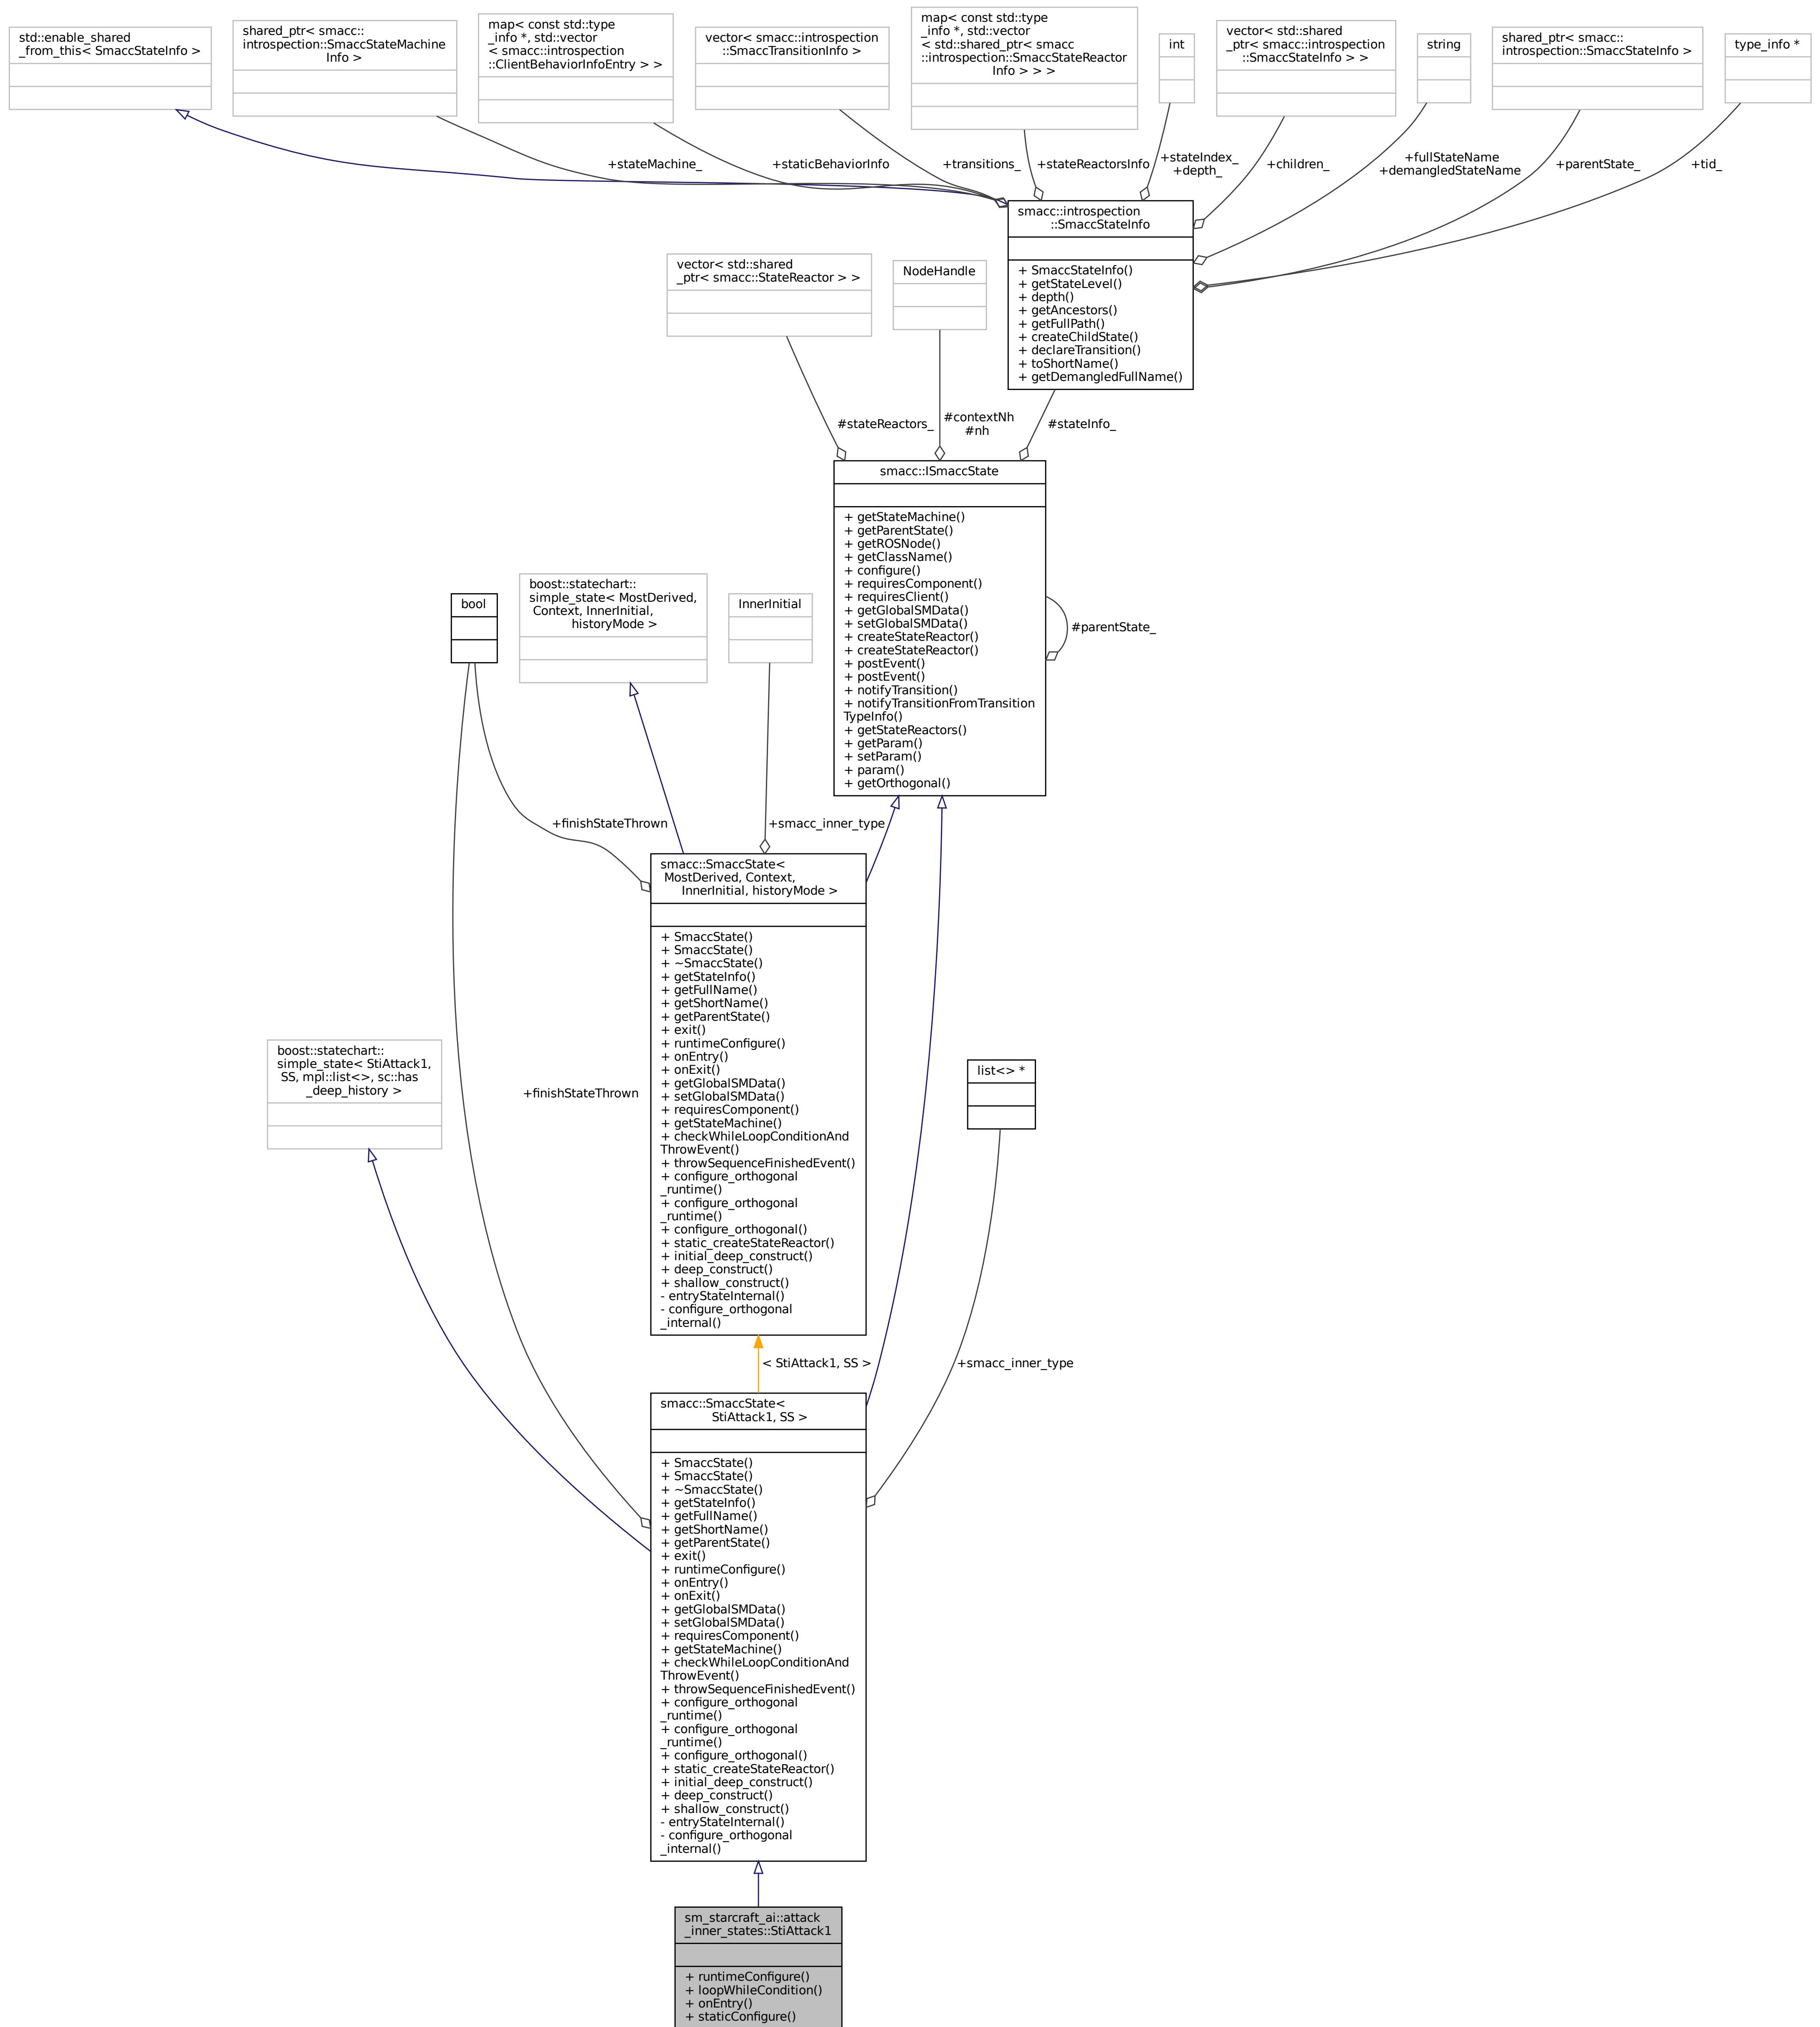 std::enable_shared
_from_this< SmaccStateInfo >
shared_ptr< smacc::
introspection::SmaccStateMachine
Info >
map< const std::type
_info *, std::vector
< smacc::introspection
::ClientBehaviorInfoEntry > >
vector< smacc::introspection
::SmaccTransitionInfo >
map< const std::type
_info *, std::vector
< std::shared_ptr< smacc
::introspection::SmaccStateReactor
Info > > >
int
vector< std::shared
_ptr< smacc::introspection
::SmaccStateInfo > >
string
shared_ptr< smacc::
introspection::SmaccStateInfo >
type_info *
+stateMachine_
+staticBehaviorInfo
+transitions_
+stateReactorsInfo
+stateIndex_
+depth_
+children_
+fullStateName
+demangledStateName
+parentState_
+tid_
smacc::introspection
::SmaccStateInfo
+ SmaccStateInfo()
+ getStateLevel()
+ depth()
+ getAncestors()
+ getFullPath()
+ createChildState()
+ declareTransition()
+ toShortName()
+ getDemangledFullName()
vector< std::shared
_ptr< smacc::StateReactor > >
NodeHandle
#stateReactors_
#contextNh
#nh
#stateInfo_
smacc::ISmaccState
+ getStateMachine()
+ getParentState()
+ getROSNode()
+ getClassName()
+ configure()
+ requiresComponent()
+ requiresClient()
+ getGlobalSMData()
+ setGlobalSMData()
+ createStateReactor()
+ createStateReactor()
+ postEvent()
+ postEvent()
+ notifyTransition()
+ notifyTransitionFromTransition
TypeInfo()
+ getStateReactors()
+ getParam()
+ setParam()
+ param()
+ getOrthogonal()
#parentState_
bool
boost::statechart::
simple_state< MostDerived,
Context, InnerInitial,
historyMode >
InnerInitial
+finishStateThrown
+smacc_inner_type
smacc::SmaccState<
MostDerived, Context,
InnerInitial, historyMode >
+ SmaccState()
+ SmaccState()
+ ~SmaccState()
+ getStateInfo()
+ getFullName()
+ getShortName()
+ getParentState()
+ exit()
+ runtimeConfigure()
+ onEntry()
+ onExit()
+ getGlobalSMData()
+ setGlobalSMData()
+ requiresComponent()
+ getStateMachine()
+ checkWhileLoopConditionAnd
ThrowEvent()
+ throwSequenceFinishedEvent()
+ configure_orthogonal
_runtime()
+ configure_orthogonal
_runtime()
+ configure_orthogonal()
+ static_createStateReactor()
+ initial_deep_construct()
+ deep_construct()
+ shallow_construct()
- entryStateInternal()
- configure_orthogonal
_internal()
boost::statechart::
simple_state< StiAttack1,
SS, mpl::list<>, sc::has
_deep_history >
+finishStateThrown
list<> *
< StiAttack1, SS >
+smacc_inner_type
smacc::SmaccState<
StiAttack1, SS >
+ SmaccState()
+ SmaccState()
+ ~SmaccState()
+ getStateInfo()
+ getFullName()
+ getShortName()
+ getParentState()
+ exit()
+ runtimeConfigure()
+ onEntry()
+ onExit()
+ getGlobalSMData()
+ setGlobalSMData()
+ requiresComponent()
+ getStateMachine()
+ checkWhileLoopConditionAnd
ThrowEvent()
+ throwSequenceFinishedEvent()
+ configure_orthogonal
_runtime()
+ configure_orthogonal
_runtime()
+ configure_orthogonal()
+ static_createStateReactor()
+ initial_deep_construct()
+ deep_construct()
+ shallow_construct()
- entryStateInternal()
- configure_orthogonal
_internal()
sm_starcraft_ai::attack
_inner_states::StiAttack1
+ runtimeConfigure()
+ loopWhileCondition()
+ onEntry()
+ staticConfigure()